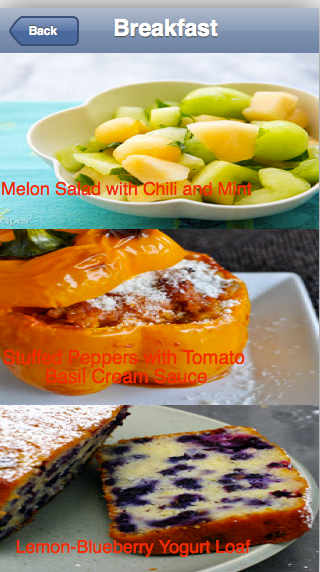 Back
Breakfast
Melon Salad with Chili and Mint
Stuffed Peppers with Tomato
Basil Cream Sauce
Lemon-Blueberry Yogurt Loaf